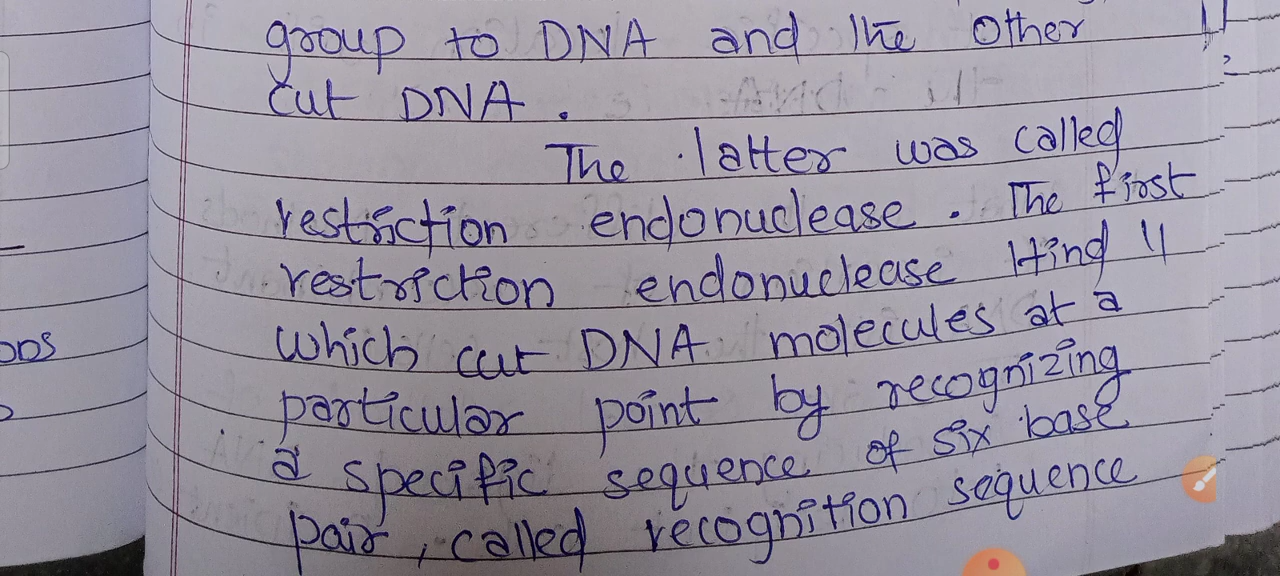 group to DNA and the other
cut DNA.
The latter was called
restriction endonuclease. The first
restriction endonuclease Hind II
which cut DNA molecules at a
particular point by recognizing
a specific sequence of six base
pair, called recognition sequence